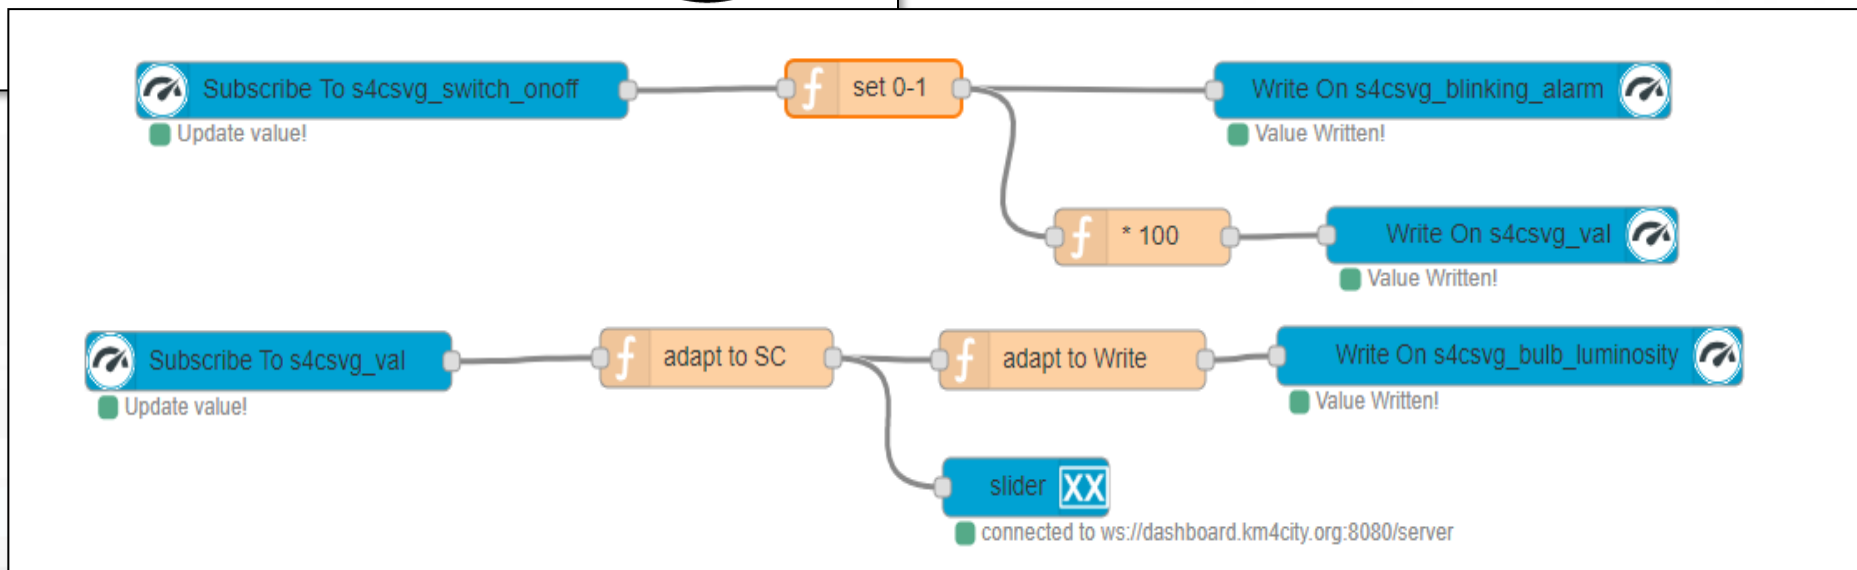 Subscribe To s4csvg_switch_onoff
set 0-1
Write On s4csvg_blinking_alarm
Update value!
Value Written!
* 100
Write On s4csvg_val
Value Written!
Subscribe To s4csvg_val
adapt to SC
adapt to Write
Write On s4csvg_bulb_luminosity
Update value!
Value Written!
slider XX
connected to ws://dashboard.km4city.org:8080/server